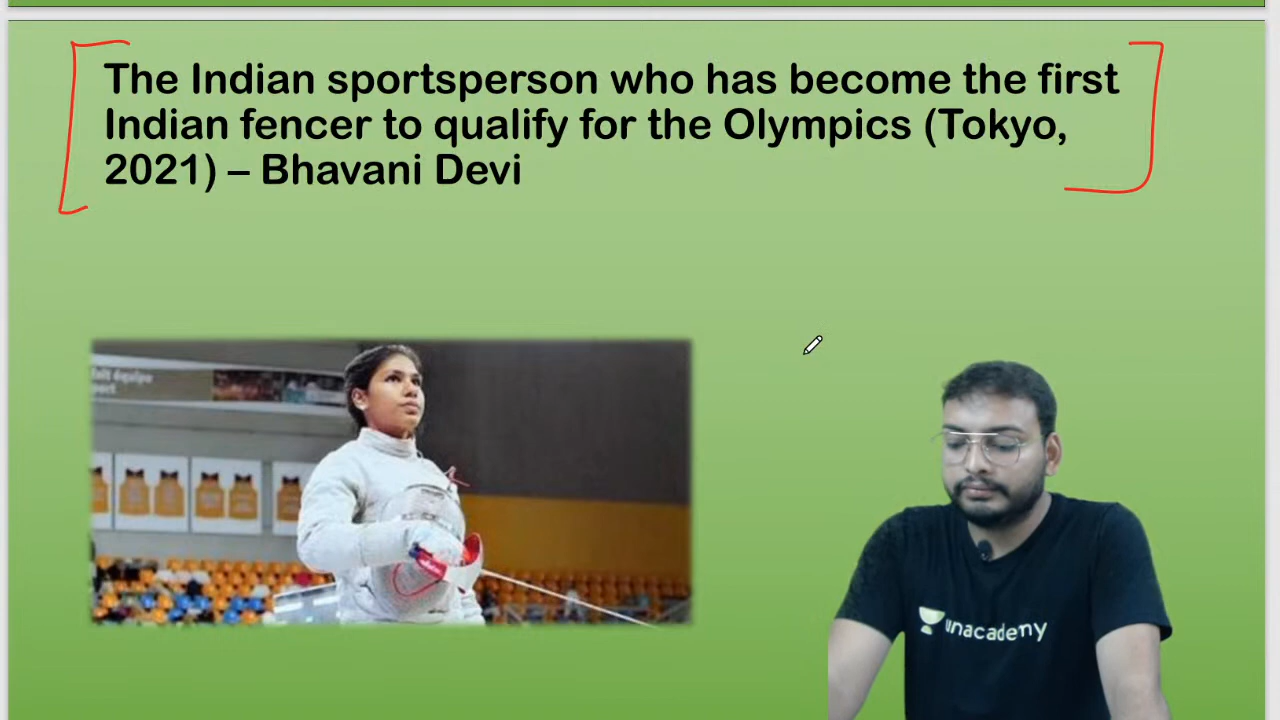 The Indian sportsperson who has become the first
Indian fencer to qualify for the Olympics (Tokyo,
2021) – Bhavani Devi
unacademy